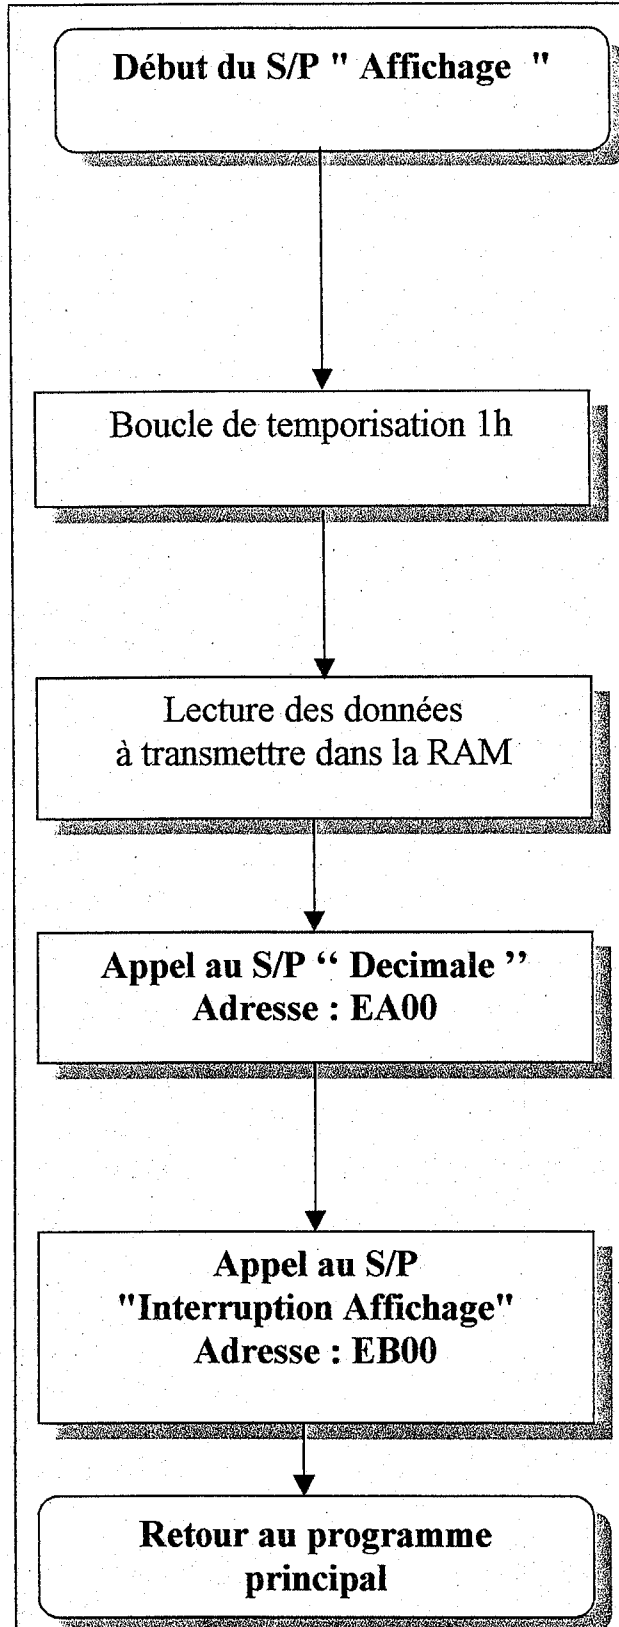 Début du S/P " Affichage "
Boucle de temporisation 1h
Lecture des données
à transmettre dans la RAM
Appel au S/P “ Decimale ”
Adresse : EA00
Appel au S/P
"Interruption Affichage"
Adresse : EB00
Retour au programme
principal